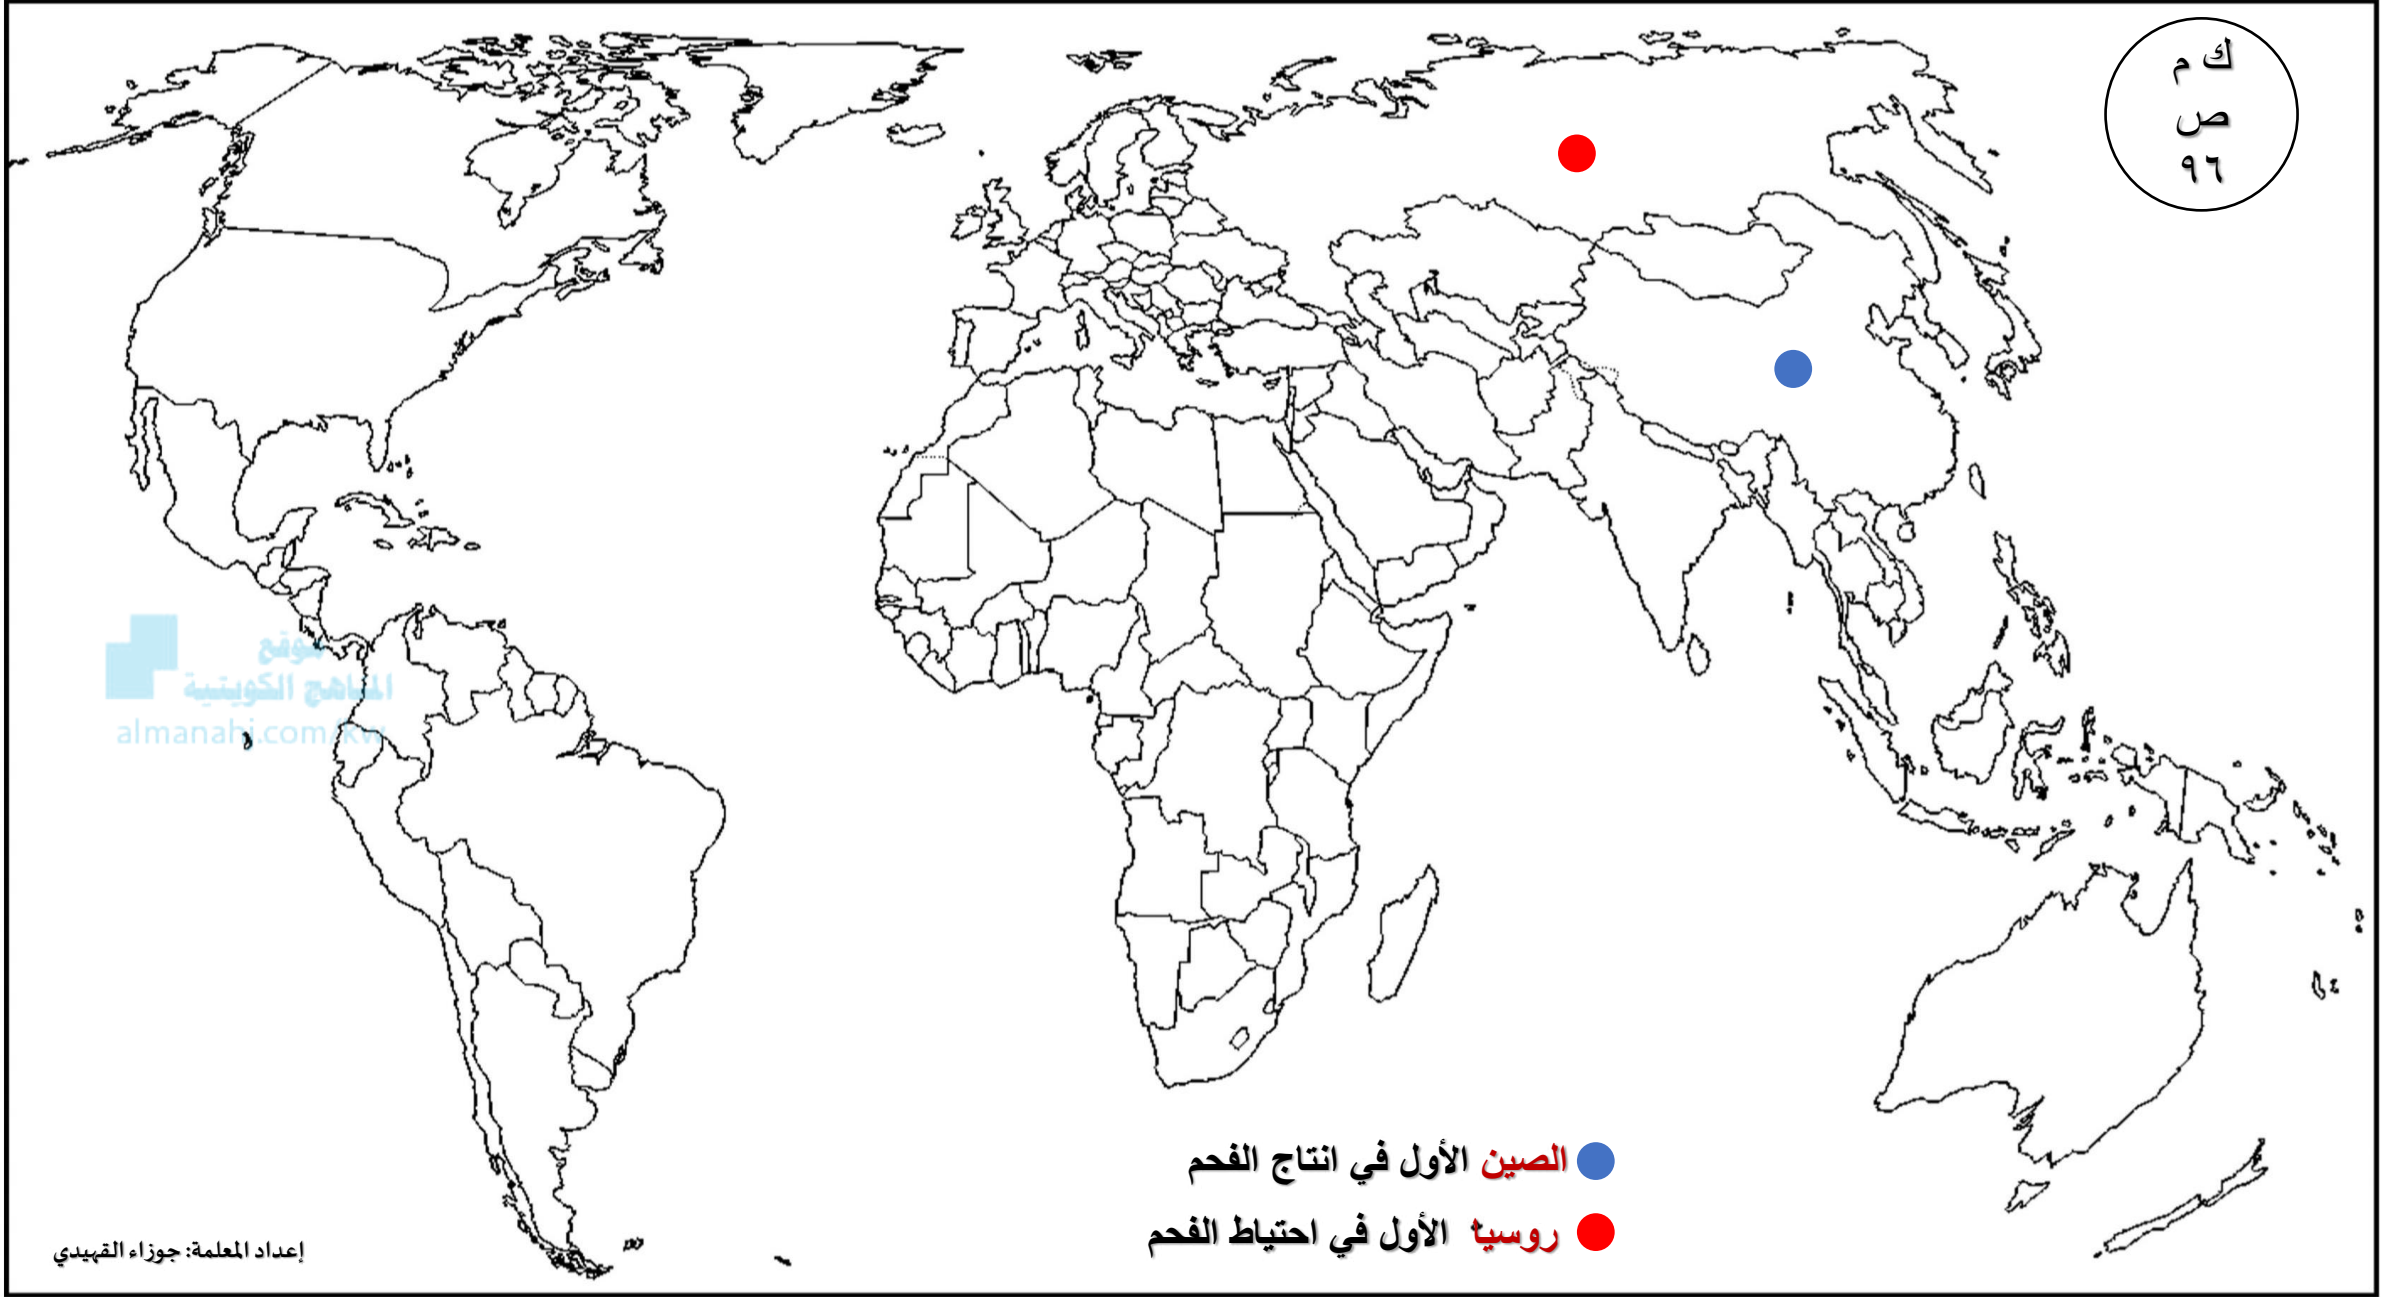 ك م
ص
٩٦
موقع
المناهج الكويتية
almanahj.com/kw
الصين الأول في انتاج الفحم
روسيا الأول في احتياط الفحم
إعداد المعلمة: جوزاء القهيدي